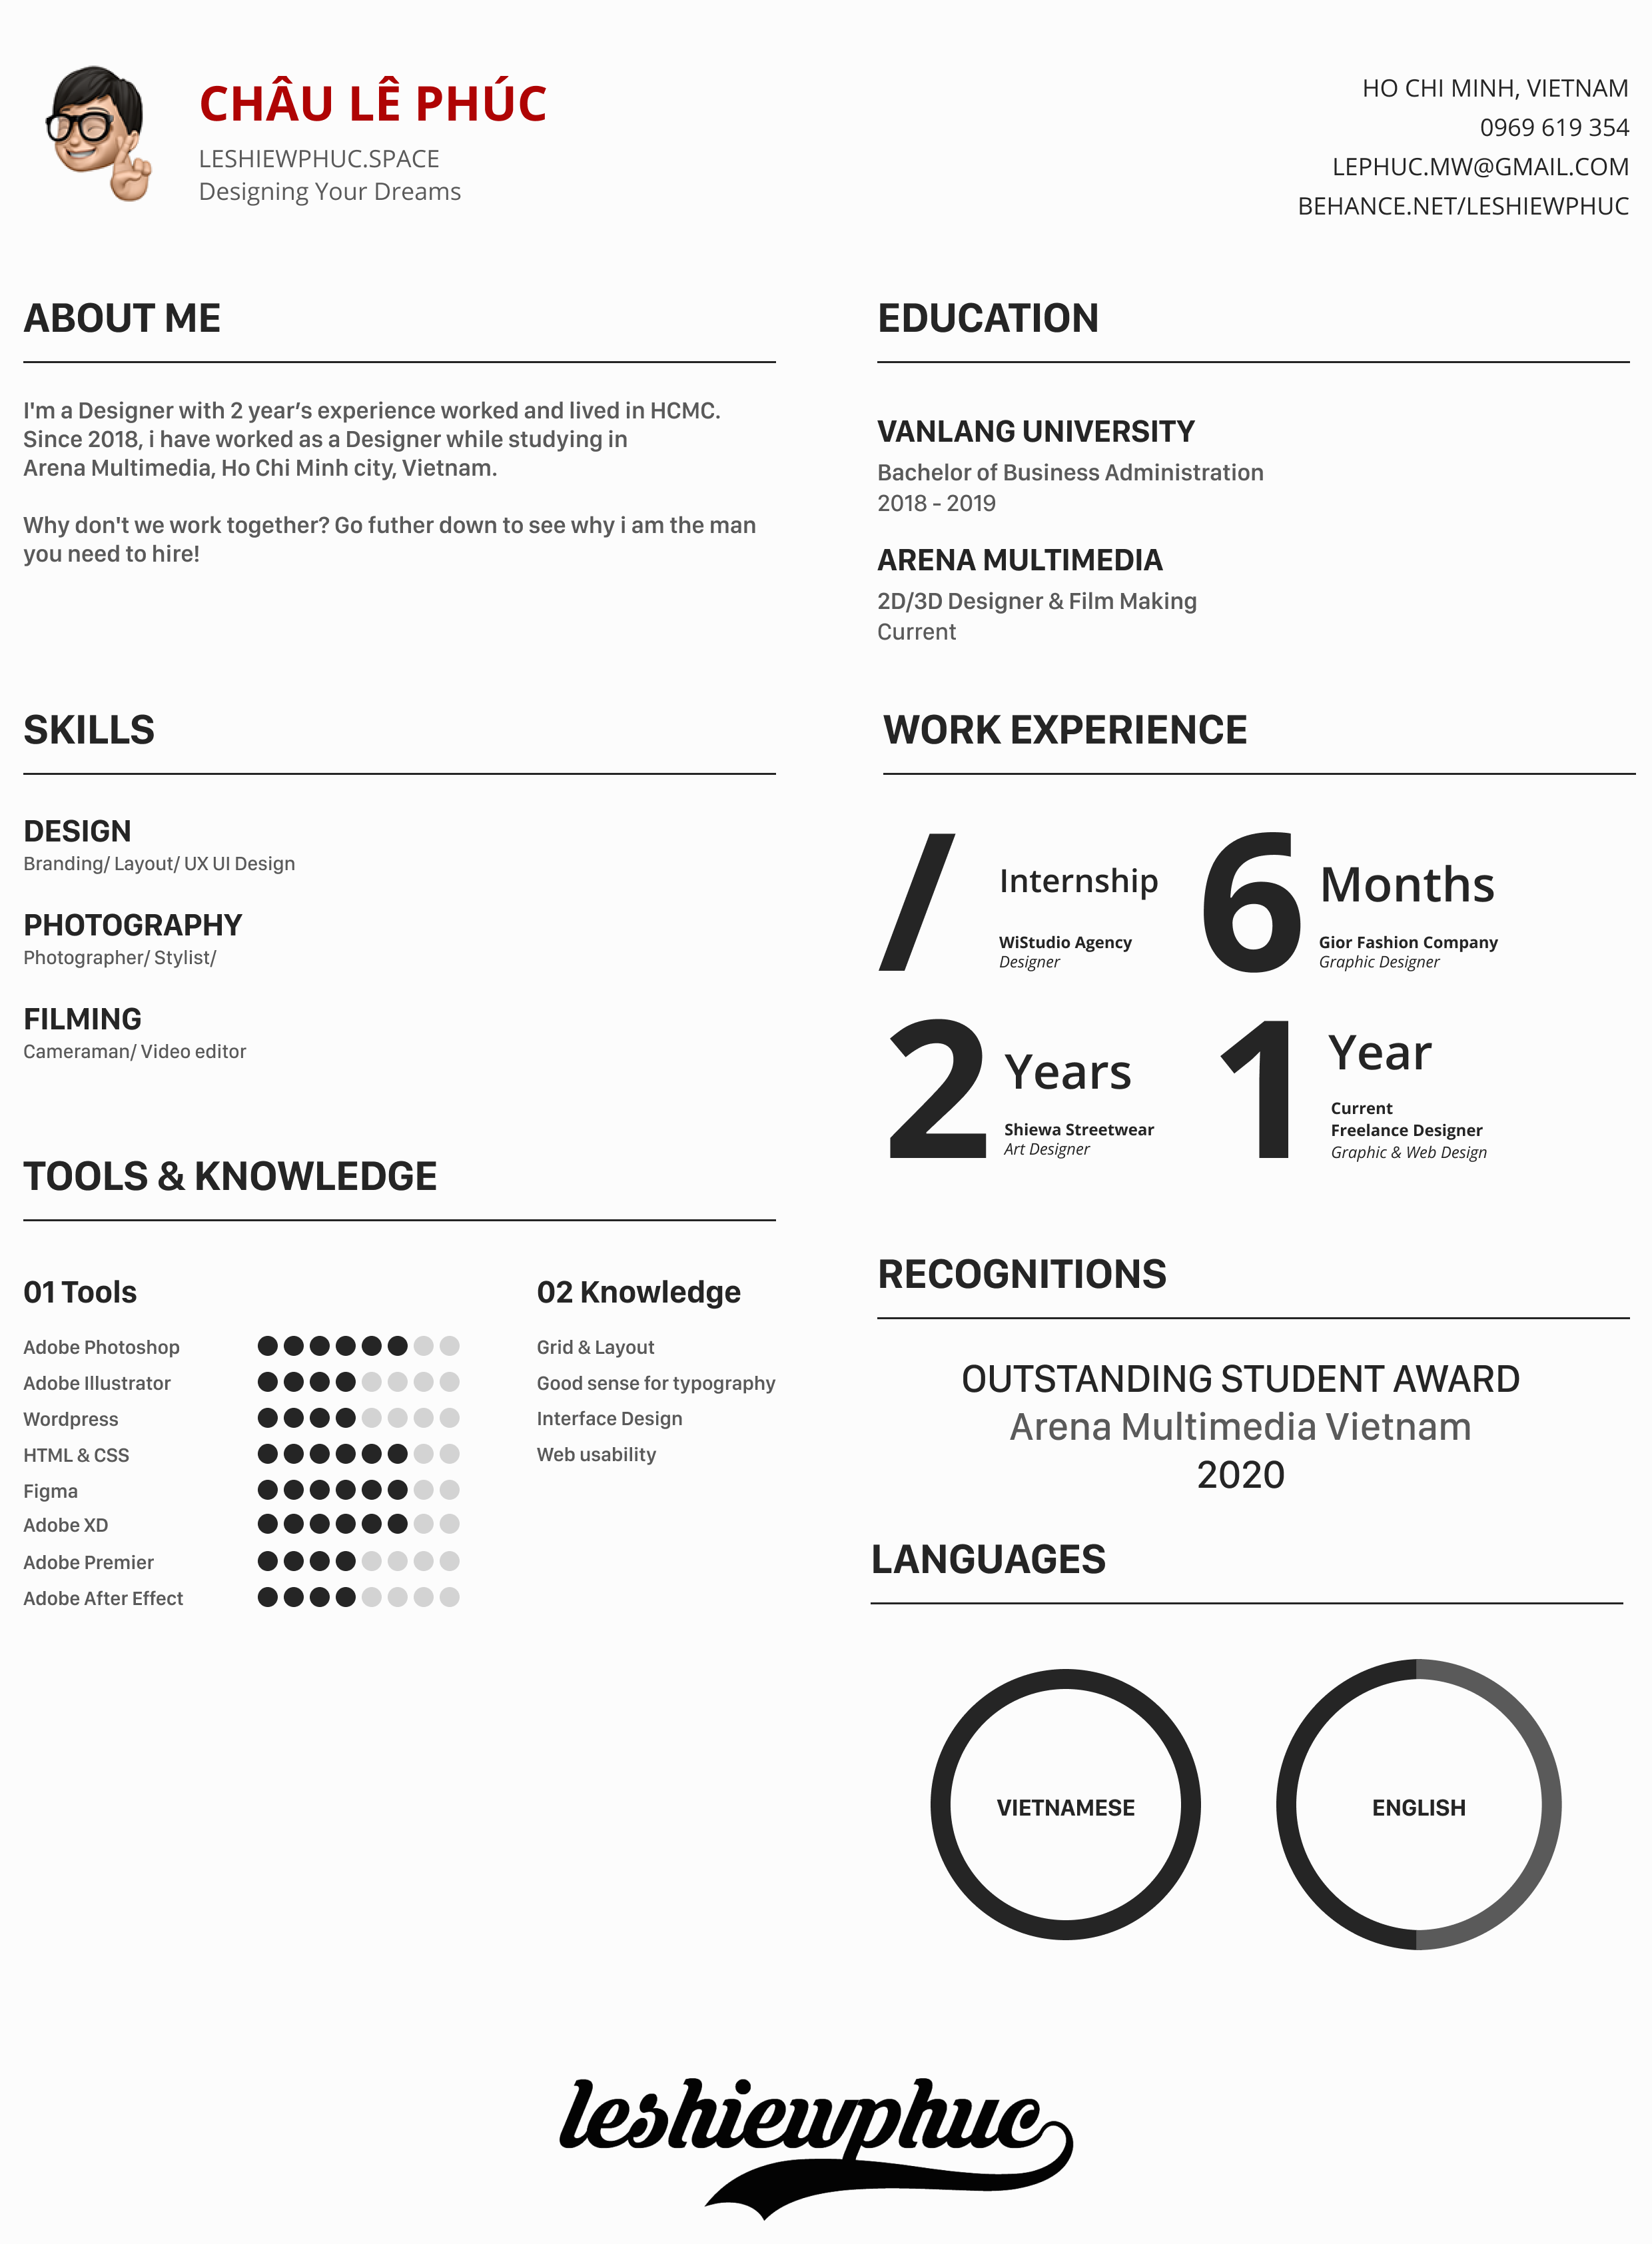 CHÂU LÊ PHÚC
LESHIEWPHUC.SPACE
Designing Your Dreams
HO CHI MINH, VIETNAM
0969 619 354
LEPHUC.MW@GMAIL.COM
BEHANCE.NET/LESHIEWPHUC
ABOUT ME
I'm a Designer with 2 year’s experience worked and lived in HCMC.
Since 2018, i have worked as a Designer while studying in
Arena Multimedia, Ho Chi Minh city, Vietnam.
Why don't we work together? Go futher down to see why i am the man
you need to hire!
EDUCATION
VANLANG UNIVERSITY
Bachelor of Business Administration
2018 - 2019
ARENA MULTIMEDIA
2D/3D Designer & Film Making
Current
SKILLS
DESIGN
Branding/ Layout/ UX UI Design
PHOTOGRAPHY
Photographer/ Stylist/
FILMING
Cameraman/ Video editor
WORK EXPERIENCE
/ Internship
WiStudio Agency
Designer
6 Months
Gior Fashion Company
Graphic Designer
2 Years
Shiewa Streetwear
Art Designer
1 Year
Current
Freelance Designer
Graphic & Web Design
TOOLS & KNOWLEDGE
01 Tools
Adobe Photoshop
Adobe Illustrator
Wordpress
HTML & CSS
Figma
Adobe XD
Adobe Premier
Adobe After Effect
02 Knowledge
Grid & Layout
Good sense for typography
Interface Design
Web usability
RECOGNITIONS
OUTSTANDING STUDENT AWARD
Arena Multimedia Vietnam
2020
LANGUAGES
VIETNAMESE
ENGLISH
leshiewphuc